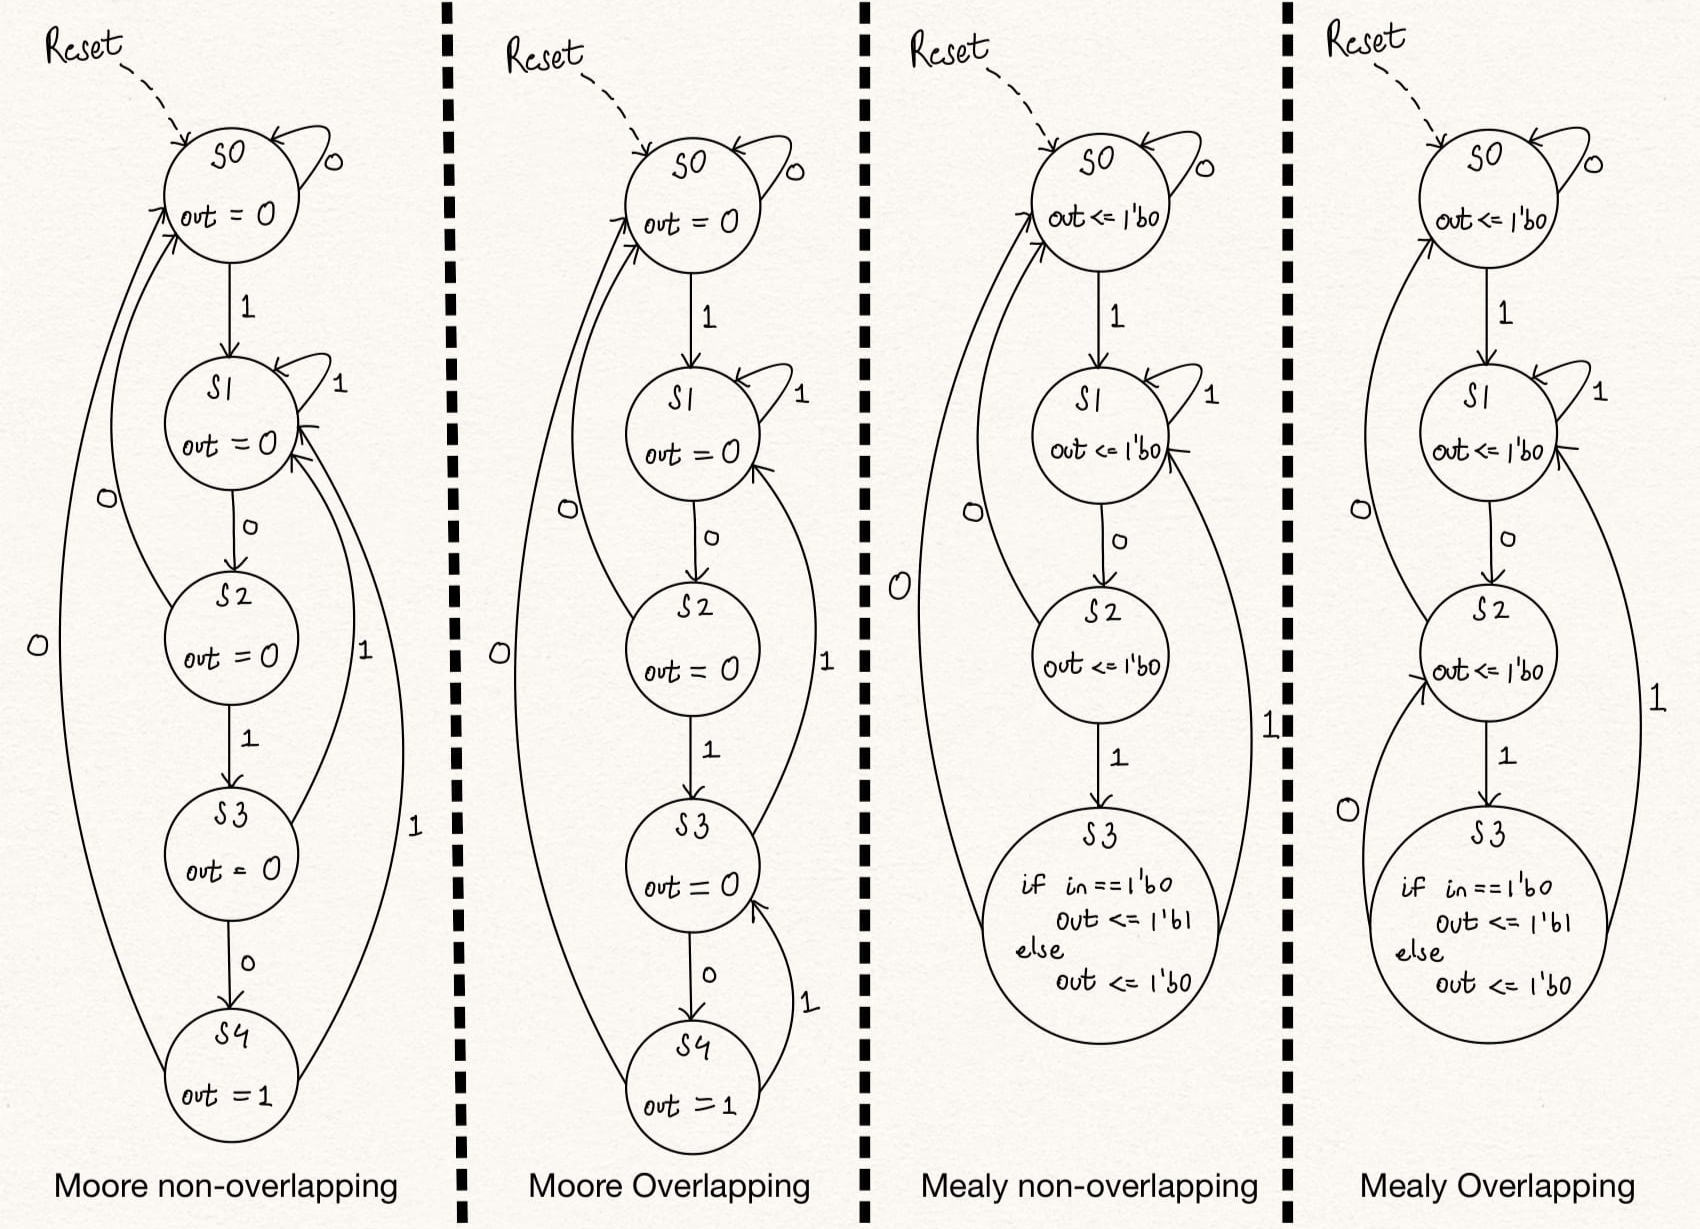 Reset
S0
0
out = 0
1
S1
1
out = 0
0
0
S2
out = 0
0
1
1
S3
out = 0
1
0
S4
out = 1
Moore non-overlapping
Reset
S0
0
out = 0
1
S1
1
out = 0
0
0
S2
out = 0
0
1
1
S3
out = 0
0
1
S4
out = 1
Moore Overlapping
Reset
S0
0
out <= 1'b0
1
S1
1
out <= 1'b0
0
0
S2
0
out <= 1'b0
1
1
S3
if in == 1'b0
out <= 1'b1
else
out <= 1'b0
Mealy non-overlapping
Reset
S0
0
out <= 1'b0
1
S1
1
out <= 1'b0
0
0
S2
out <= 1'b0
1
1
0
S3
if in == 1'b0
out <= 1'b1
else
out <= 1'b0
Mealy Overlapping